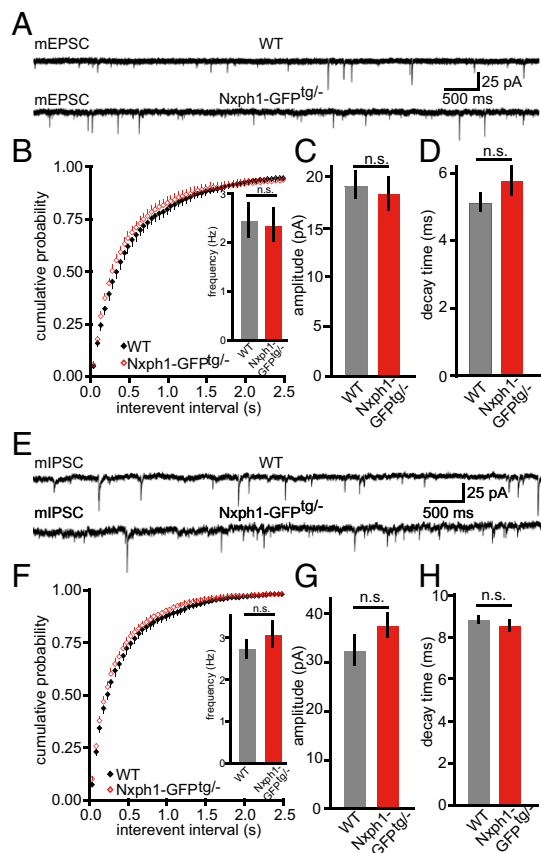 A
mEPSC
WT
25 pA
500 ms
mEPSC
Nxph1-GFPtg/-
B
cumulative probability
1.00
0.75
0.50
0.25
0.00
0.0
0.5
1.0
1.5
2.0
2.5
interevent interval (s)
WT
Nxph1-GFPtg/-
n.s.
frequency (Hz)
3
2
1
0
WT
Nxph1-
GFPtg/-
C
n.s.
amplitude (pA)
20
15
10
5
0
WT
Nxph1-
GFPtg/-
D
n.s.
decay time (ms)
6
4
2
0
WT
Nxph1-
GFPtg/-
E
mIPSC
WT
25 pA
500 ms
mIPSC
Nxph1-GFPtg/-
F
cumulative probability
1.00
0.75
0.50
0.25
0.00
0.0
0.5
1.0
1.5
2.0
2.5
interevent interval (s)
WT
Nxph1-GFPtg/-
n.s.
frequency (Hz)
3
2
1
0
WT
Nxph1-
GFPtg/-
G
n.s.
amplitude (pA)
40
30
20
10
0
WT
Nxph1-
GFPtg/-
H
n.s.
decay time (ms)
10
8
6
4
2
0
WT
Nxph1-
GFPtg/-